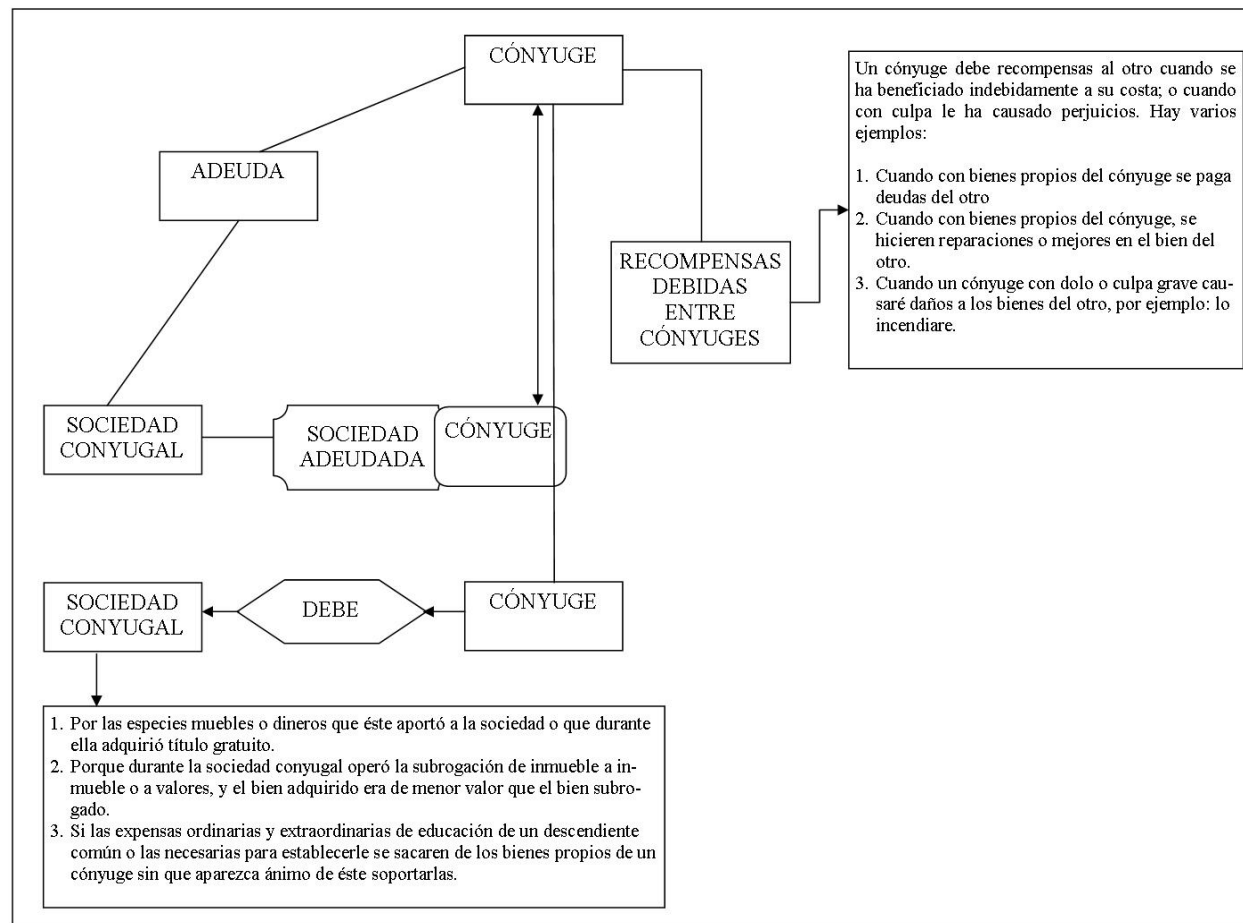 CÓNYUGE
Un cónyuge debe recompensas al otro cuando se
ha beneficiado indebidamente a su costa; o cuando
con culpa le ha causado perjuicios. Hay varios
ejemplos:
1. Cuando con bienes propios del cónyuge se paga
deudas del otro
2. Cuando con bienes propios del cónyuge, se
hicieren reparaciones o mejores en el bien del
otro.
3. Cuando un cónyuge con dolo o culpa grave cau-
saré daños a los bienes del otro, por ejemplo: lo
incendiare.
ADEUDA
RECOMPENSAS
DEBIDAS
ENTRE
CÓNYUGES
SOCIEDAD
CONYUGAL
SOCIEDAD
ADEUDADA
CÓNYUGE
SOCIEDAD
CONYUGAL
DEBE
CÓNYUGE
1. Por las especies muebles o dineros que éste aportó a la sociedad o que durante
ella adquirió título gratuito.
2. Porque durante la sociedad conyugal operó la subrogación de inmueble a in-
mueble o a valores, y el bien adquirido era de menor valor que el bien subro-
gado.
3. Si las expensas ordinarias y extraordinarias de educación de un descendiente
común o las necesarias para establecerle se sacaren de los bienes propios de un
cónyuge sin que aparezca ánimo de éste soportarlas.